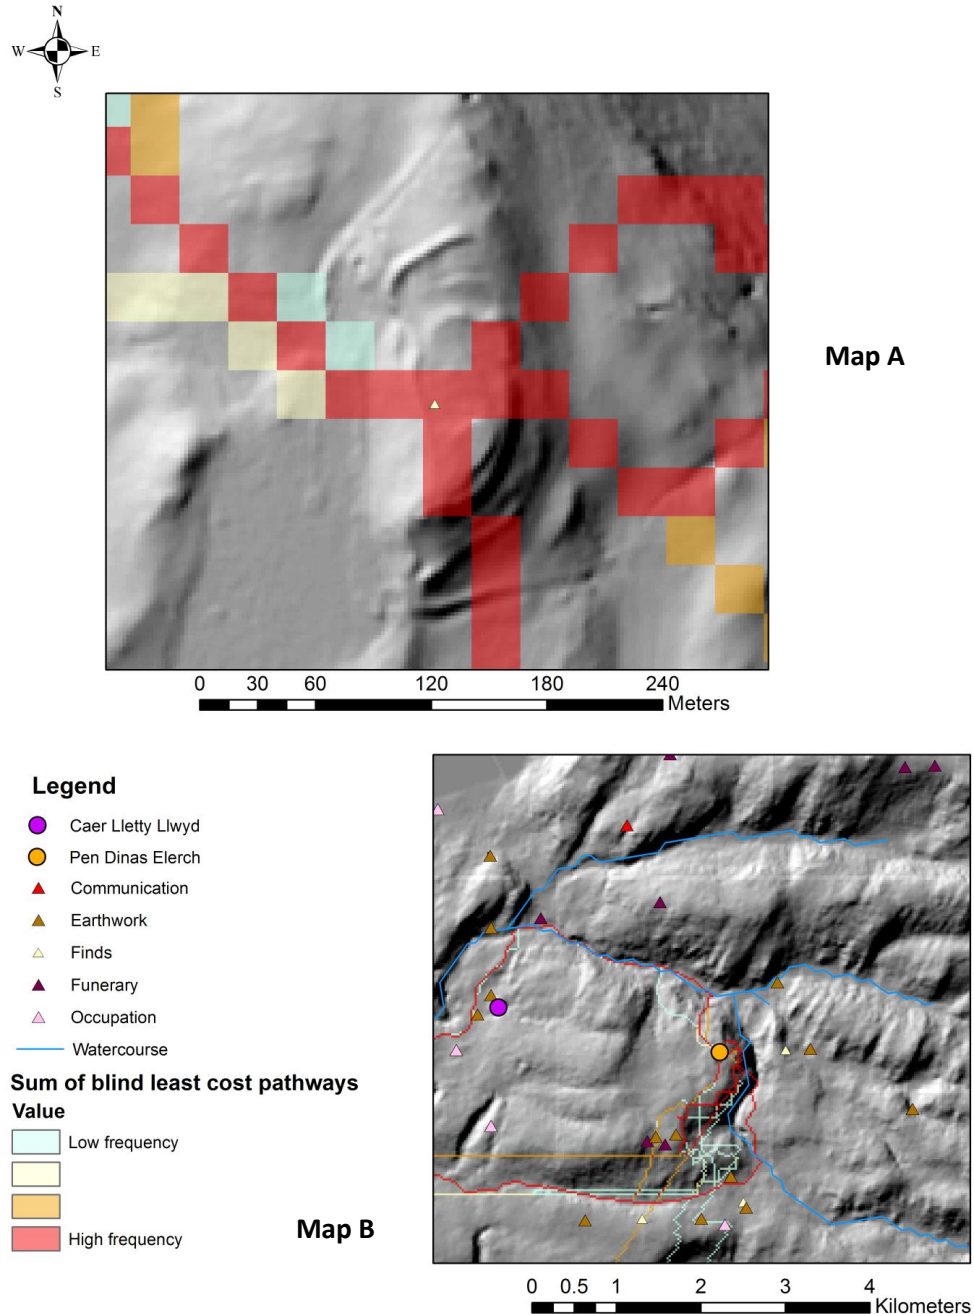 N
W E
S
Map A
0 30 60 120 180 240
Meters
Legend
Caer Lletty Llwyd
Pen Dinas Elerch
Communication
Earthwork
Finds
Funerary
Occupation
Watercourse
Sum of blind least cost pathways
Value
Low frequency
High frequency
Map B
0 0.5 1 2 3 4
Kilometers